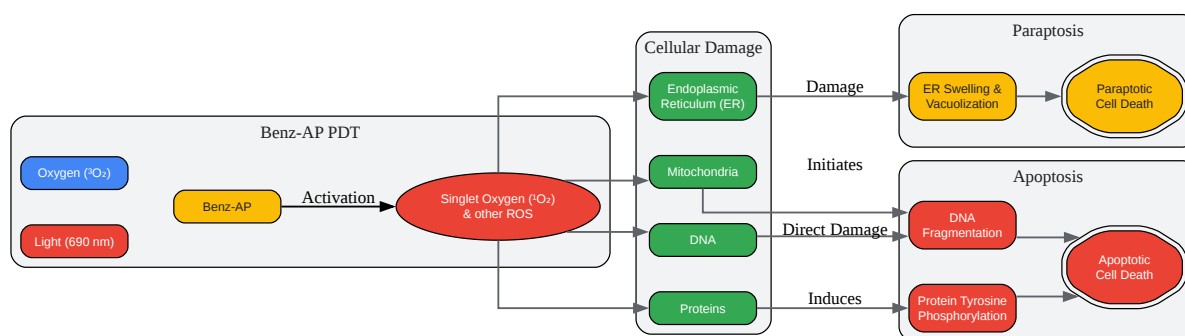 Benz-AP PDT
Oxygen (³O₂)
Light (690 nm)
Benz-AP
Activation
Singlet Oxygen (¹O₂)
& other ROS
Cellular Damage
Endoplasmic
Reticulum (ER)
Mitochondria
DNA
Proteins
Damage
Initiates
Direct Damage
Induces
Paraptosis
ER Swelling &
Vacuolization
Paraptotic
Cell Death
Apoptosis
DNA
Fragmentation
Protein Tyrosine
Phosphorylation
Apoptotic
Cell Death